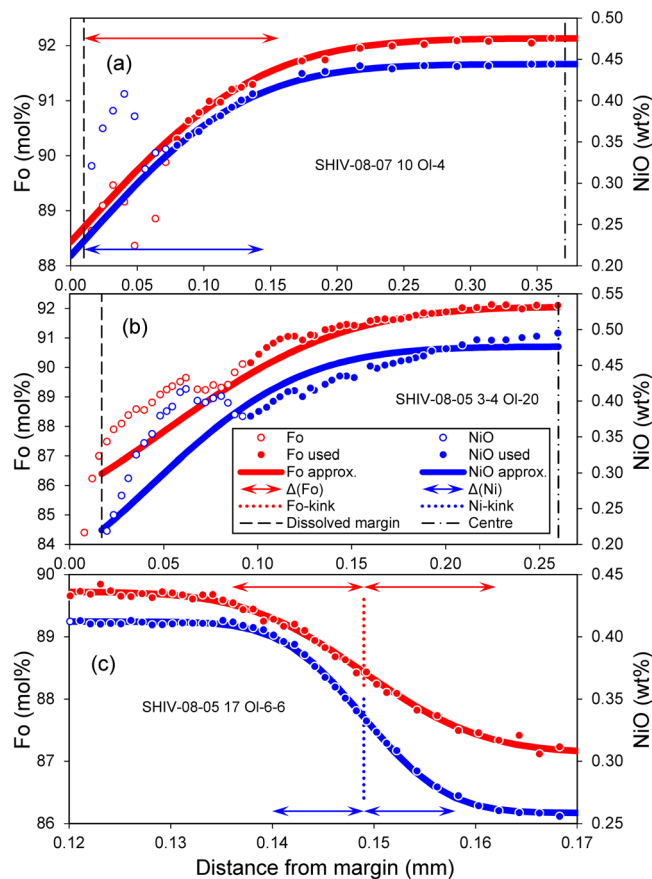 (a)
Fo (mol%)
92
91
90
89
88
NiO (wt%)
0.50
0.45
0.40
0.35
0.30
0.25
0.20
SHIV-08-07 10 Ol-4
0.00 0.05 0.10 0.15 0.20 0.25 0.30 0.35
(b)
Fo (mol%)
92
91
90
89
88
87
86
85
84
NiO (wt%)
0.55
0.50
0.45
0.40
0.35
0.30
0.25
0.20
SHIV-08-05 3-4 Ol-20
Fo NiO
Fo used NiO used
Fo approx. NiO approx.
Δ(Fo) Δ(Ni)
Fo-kink Ni-kink
Dissolved margin Centre
0.00 0.05 0.10 0.15 0.20 0.25
(c)
Fo (mol%)
90
89
88
87
86
NiO (wt%)
0.45
0.40
0.35
0.30
0.25
SHIV-08-05 17 Ol-6-6
0.12 0.13 0.14 0.15 0.16 0.17
Distance from margin (mm)